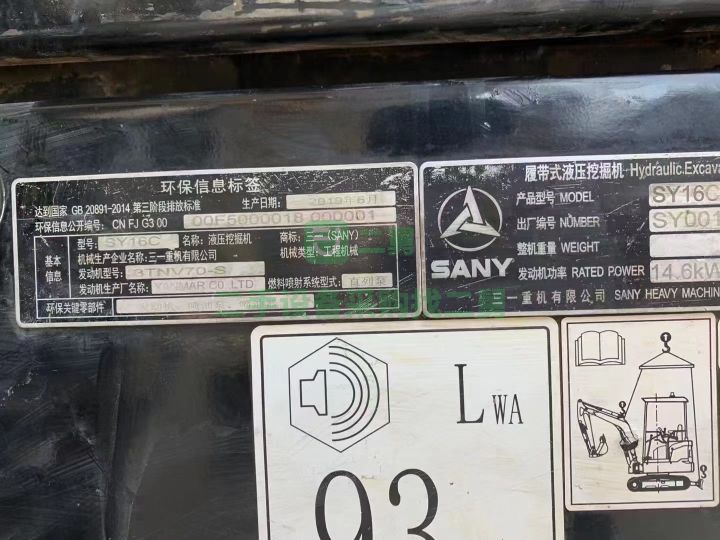 环保信息标签
达到国家 GB 20891-2014 第三阶段排放标准
生产日期: 2019年6月
环保信息公开编号: CN FJ G3 00 00F5000018 000001
基本信息
型号: SY16C 名称: 液压挖掘机 商标: 三一 (SANY)
机械生产企业名称: 三一重机有限公司 机械类型: 工程机械
发动机型号: 3TNV70-S
发动机生产厂名称: YANMAR CO.LTD 燃料喷射系统型式: 直列泵
环保关键零部件
履带式液压挖掘机-Hydraulic.Excava
SANY
产品型号 MODEL SY16C
出厂编号 NUMBER SY001
整机重量 WEIGHT
发动机功率 RATED POWER 14.6kW
三一重机有限公司 SANY HEAVY MACHIN
LWA
93